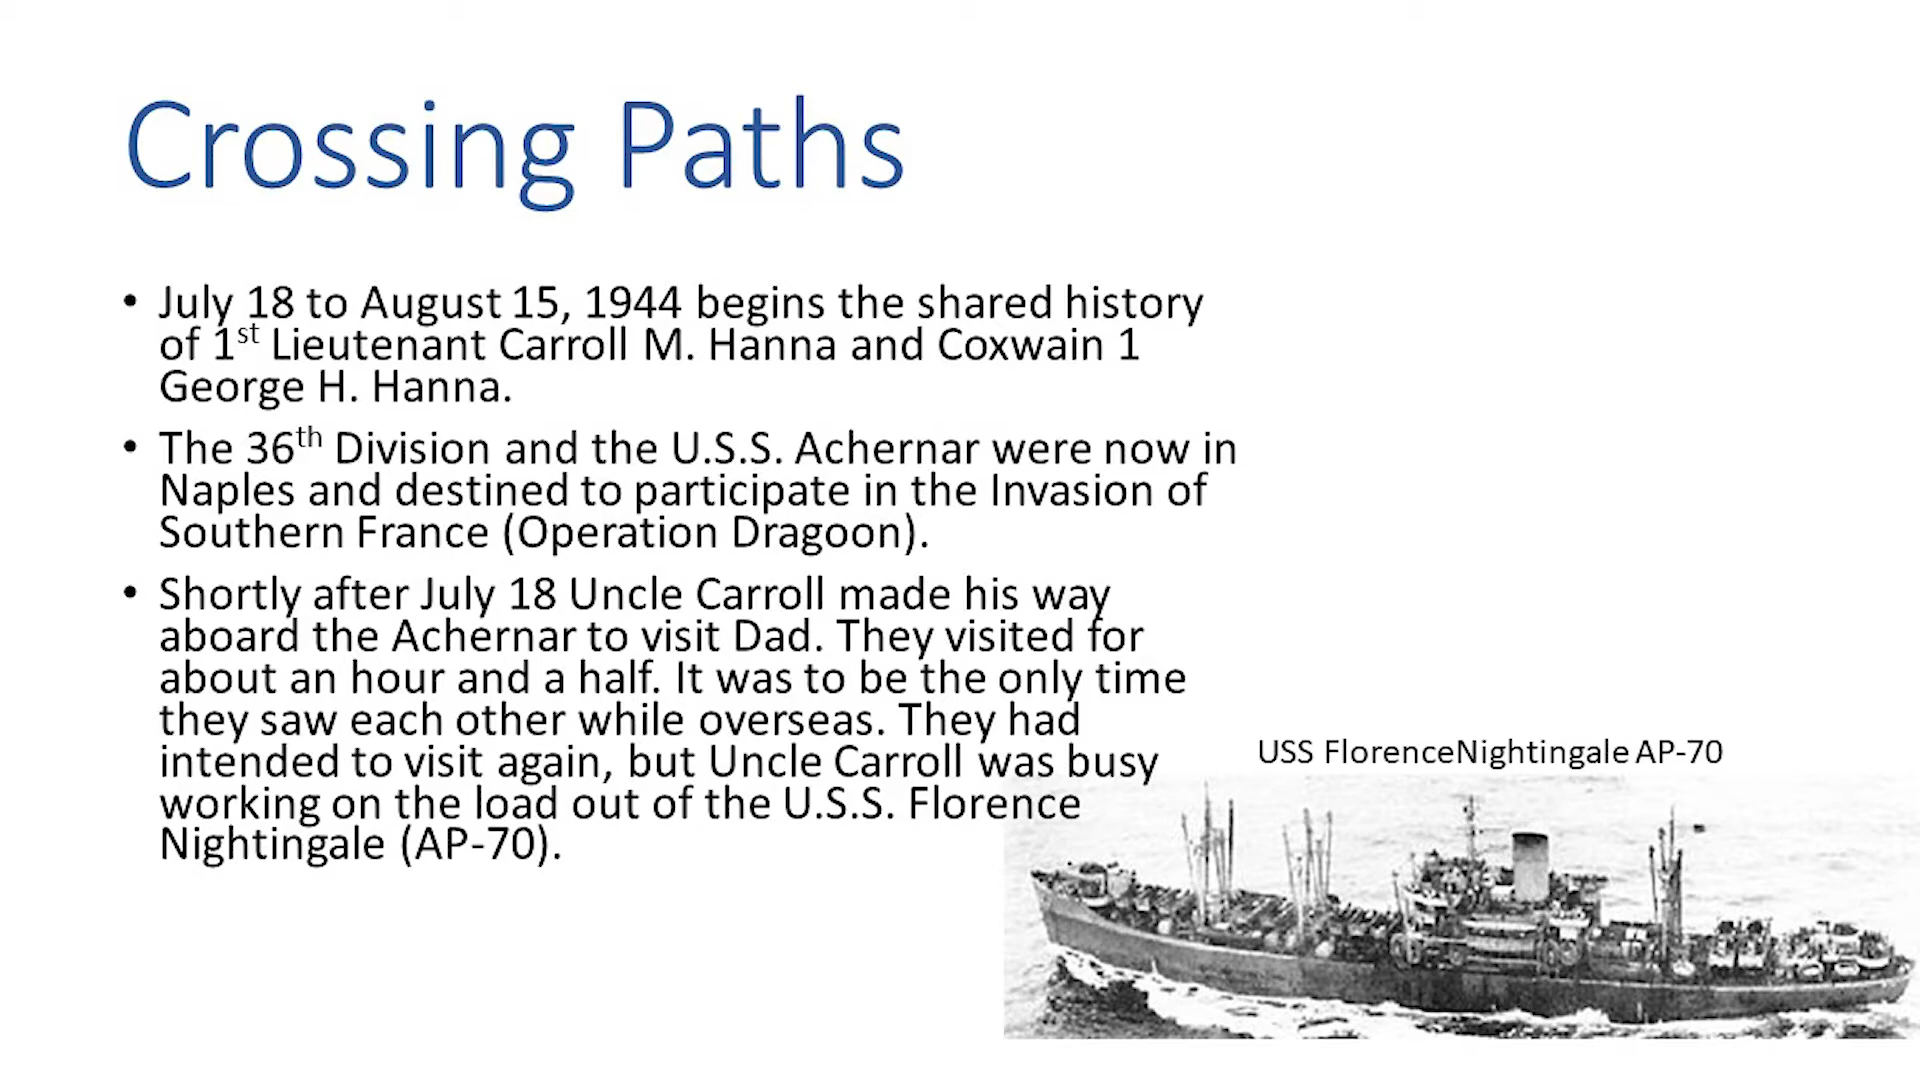 Crossing Paths
• July 18 to August 15, 1944 begins the shared history
of 1st Lieutenant Carroll M. Hanna and Coxwain 1
George H. Hanna.
• The 36th Division and the U.S.S. Achernar were now in
Naples and destined to participate in the Invasion of
Southern France (Operation Dragoon).
• Shortly after July 18 Uncle Carroll made his way
aboard the Achernar to visit Dad. They visited for
about an hour and a half. It was to be the only time
they saw each other while overseas. They had
intended to visit again, but Uncle Carroll was busy
working on the load out of the U.S.S. Florence
Nightingale (AP-70).
USS FlorenceNightingale AP-70